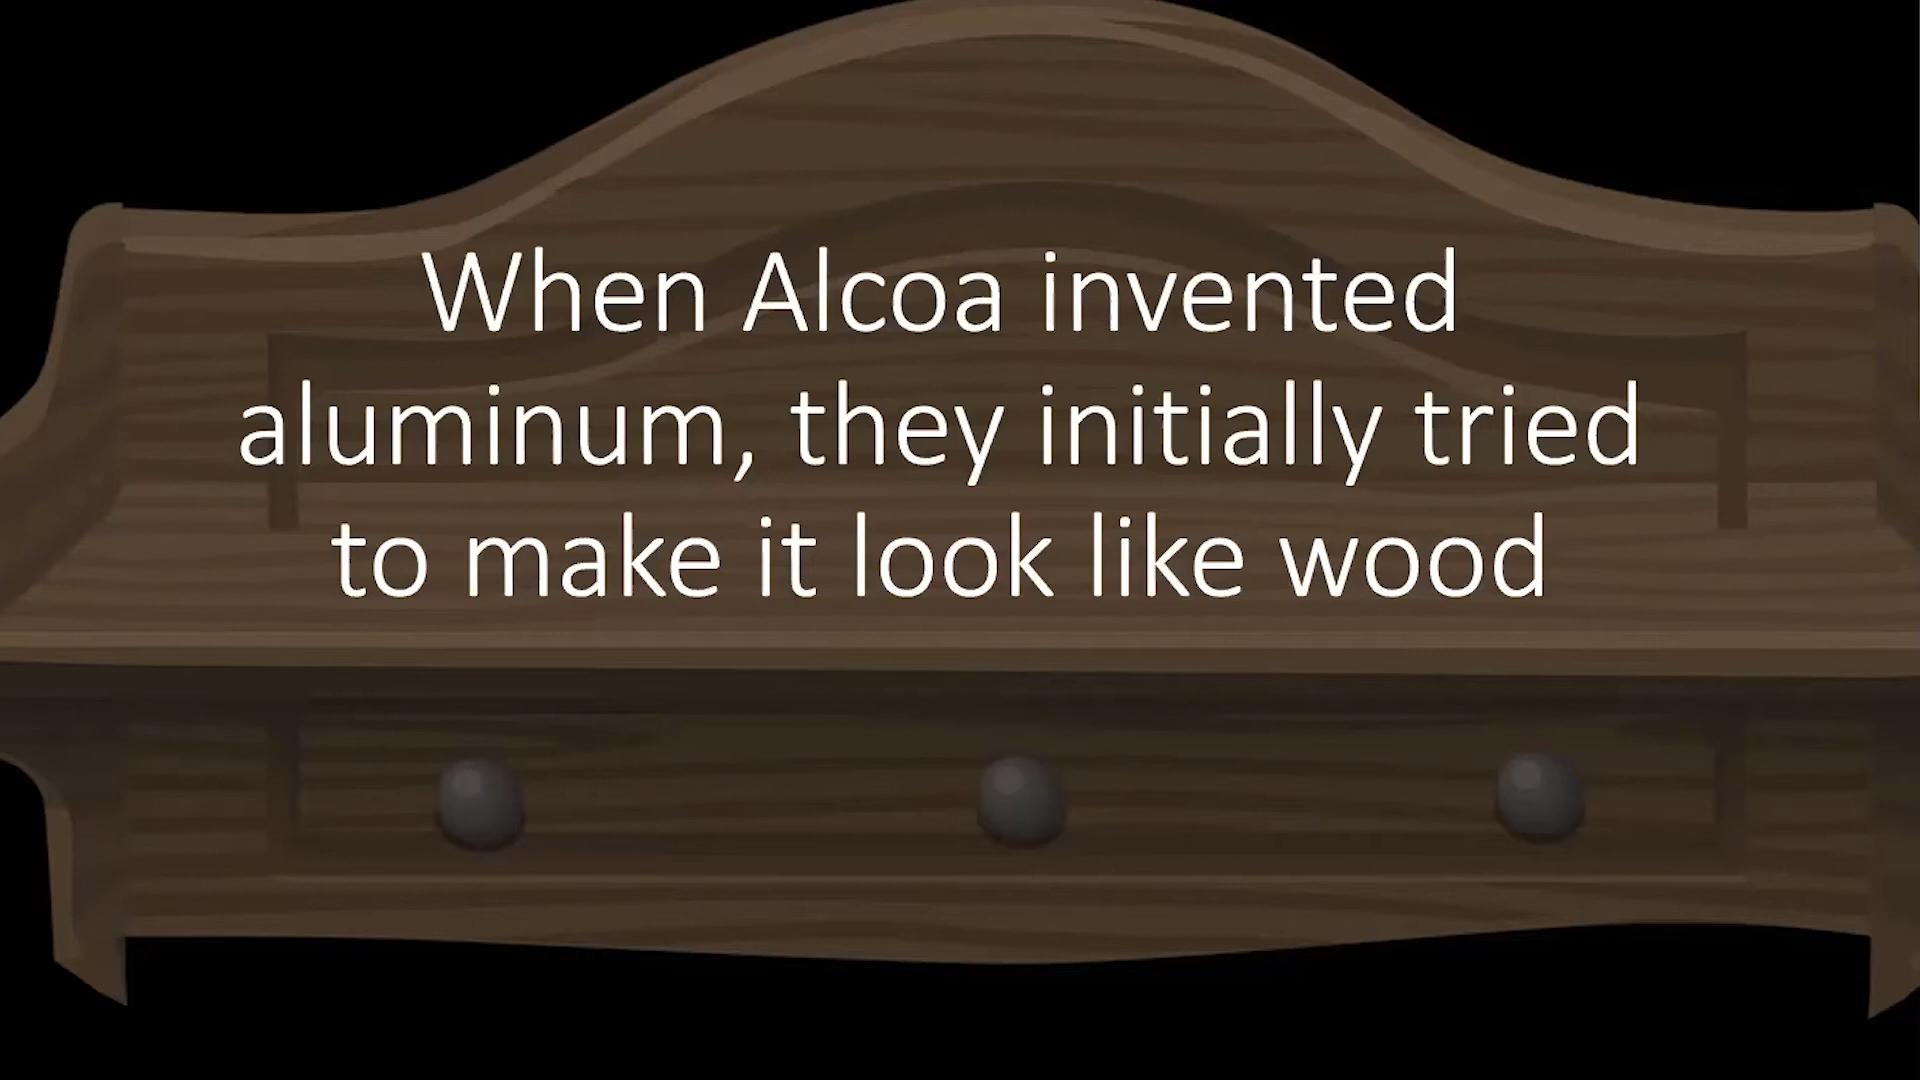 When Alcoa invented
aluminum, they initially tried
to make it look like wood